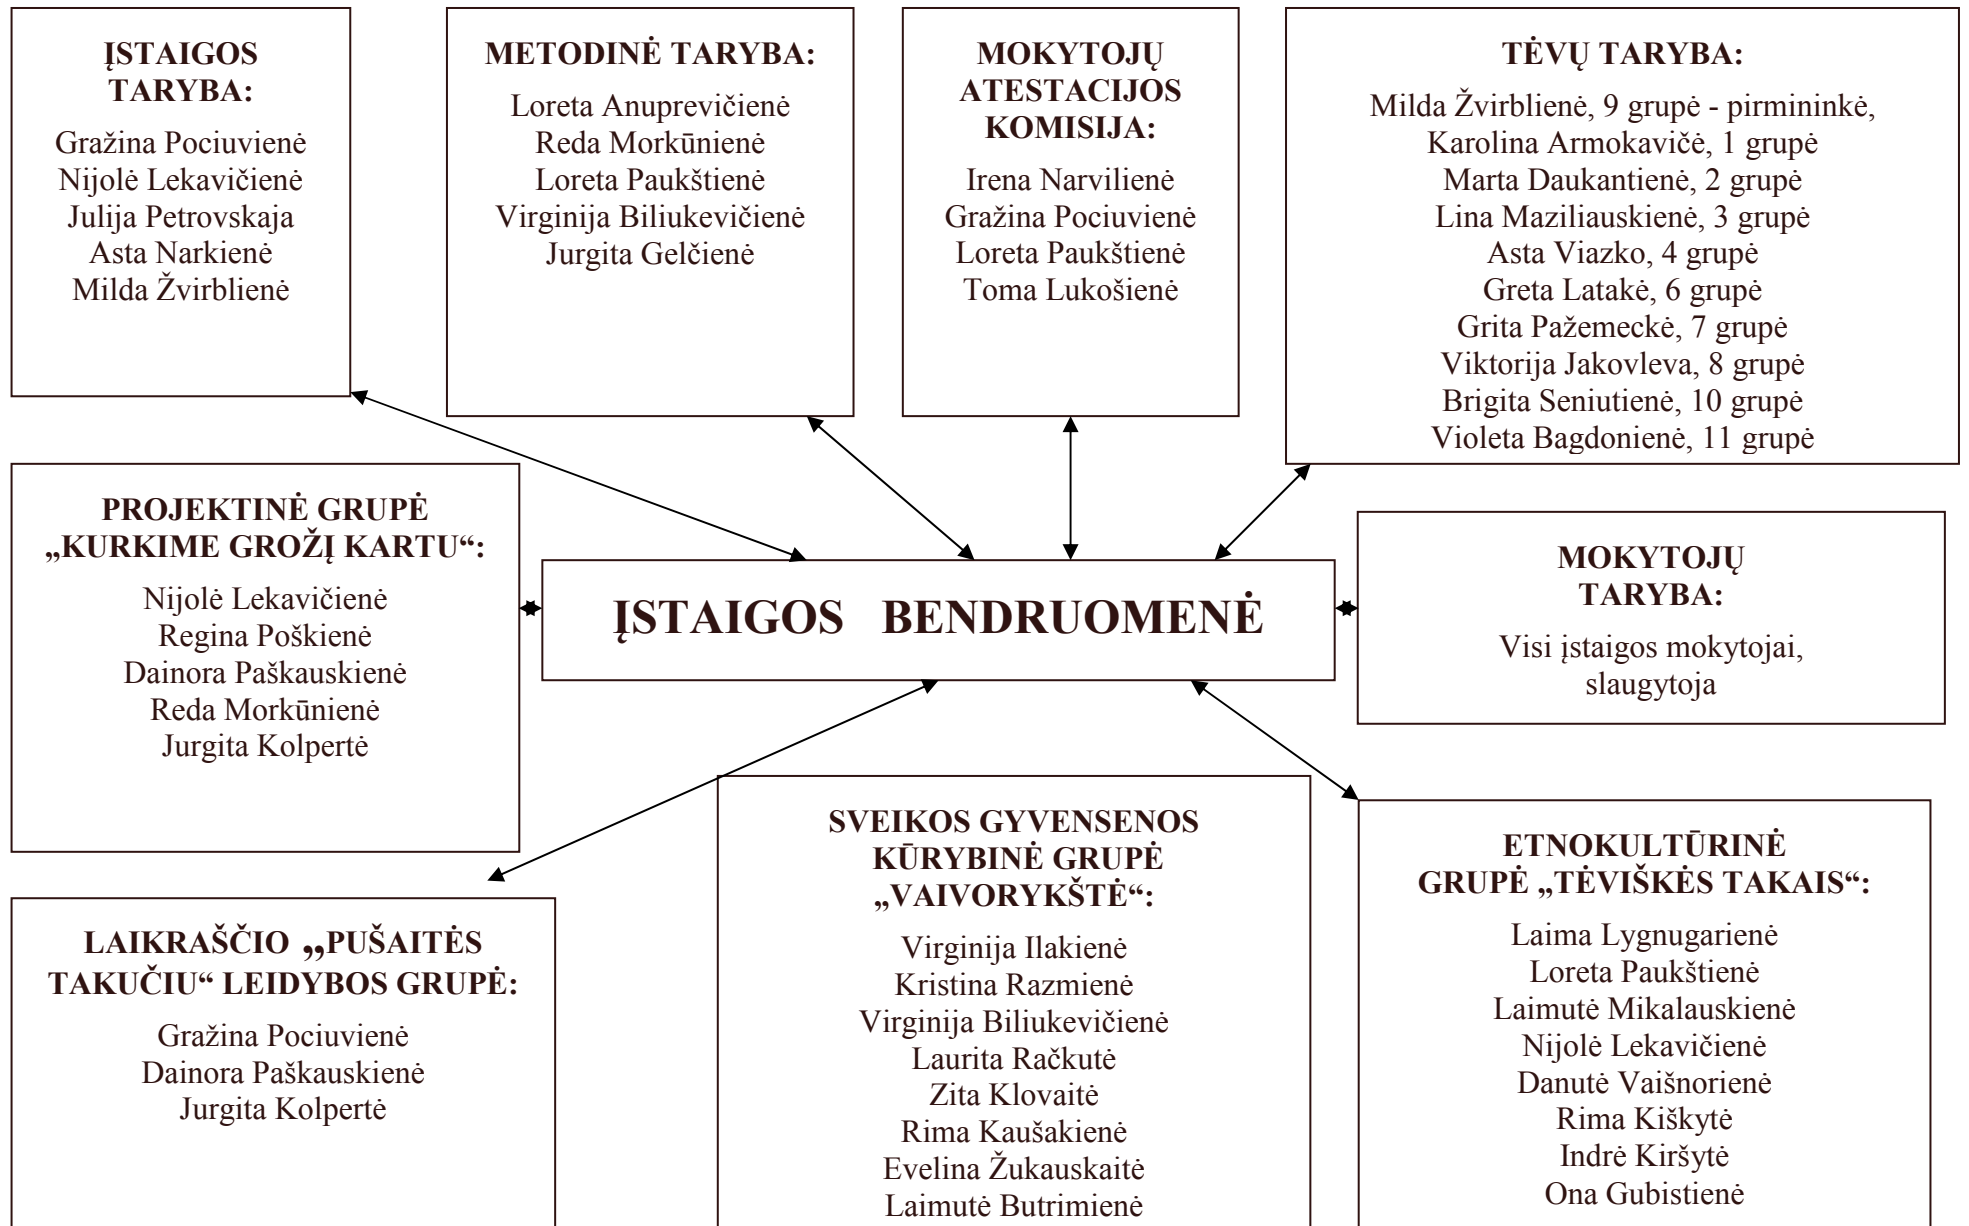 ĮSTAIGOS
TARYBA:
Gražina Pociuvienė
Nijolė Lekavičienė
Julija Petrovskaja
Asta Narkienė
Milda Žvirblienė
METODINĖ TARYBA:
Loreta Anuprevičienė
Reda Morkūnienė
Loreta Paukštienė
Virginija Biliukevičienė
Jurgita Gelčienė
MOKYTOJŲ
ATESTACIJOS
KOMISIJA:
Irena Narvilienė
Gražina Pociuvienė
Loreta Paukštienė
Toma Lukošienė
TĖVŲ TARYBA:
Milda Žvirblienė, 9 grupė - pirmininkė,
Karolina Armokavičė, 1 grupė
Marta Daukantienė, 2 grupė
Lina Maziliauskienė, 3 grupė
Asta Viazko, 4 grupė
Greta Latakė, 6 grupė
Grita Pažemeckė, 7 grupė
Viktorija Jakovleva, 8 grupė
Brigita Seniutienė, 10 grupė
Violeta Bagdonienė, 11 grupė
PROJEKTINĖ GRUPĖ
„KURKIME GROŽĮ KARTU“:
Nijolė Lekavičienė
Regina Poškienė
Dainora Paškauskienė
Reda Morkūnienė
Jurgita Kolpertė
ĮSTAIGOS BENDRUOMENĖ
MOKYTOJŲ
TARYBA:
Visi įstaigos mokytojai,
slaugytoja
LAIKRAŠČIO „PUŠAITĖS
TAKUČIU“ LEIDYBOS GRUPĖ:
Gražina Pociuvienė
Dainora Paškauskienė
Jurgita Kolpertė
SVEIKOS GYVENSENOS
KŪRYBINĖ GRUPĖ
„VAIVORYKŠTĖ“:
Virginija Ilakienė
Kristina Razmienė
Virginija Biliukevičienė
Laurita Račkutė
Zita Klovaitė
Rima Kaušakienė
Evelina Žukauskaitė
Laimutė Butrimienė
ETNOKULTŪRINĖ
GRUPĖ „TĖVIŠKĖS TAKAIS“:
Laima Lygnugarienė
Loreta Paukštienė
Laimutė Mikalauskienė
Nijolė Lekavičienė
Danutė Vaišnorienė
Rima Kiškytė
Indrė Kiršytė
Ona Gubistienė